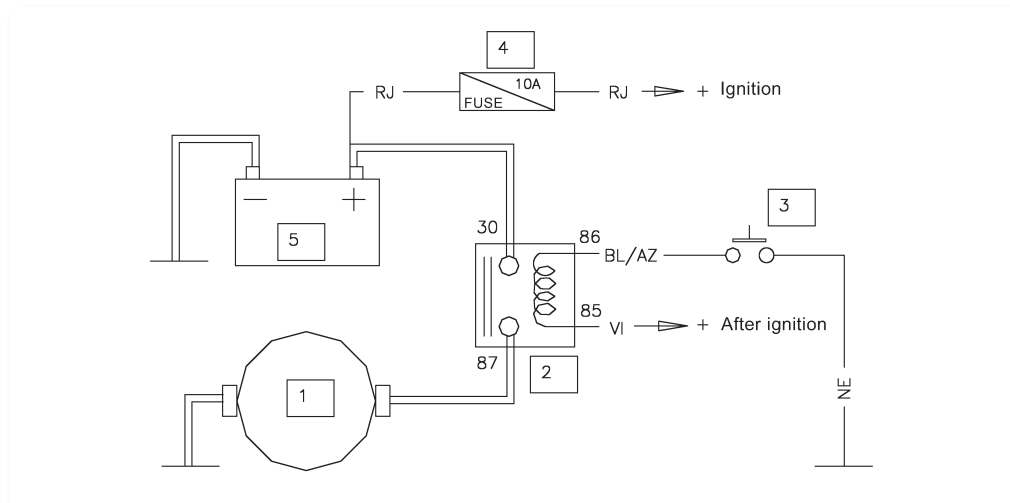 4
RJ
10A
FUSE
RJ
+ Ignition
− +
5
3
30
86
BL/AZ
85
VI
+ After ignition
87
2
1
NE